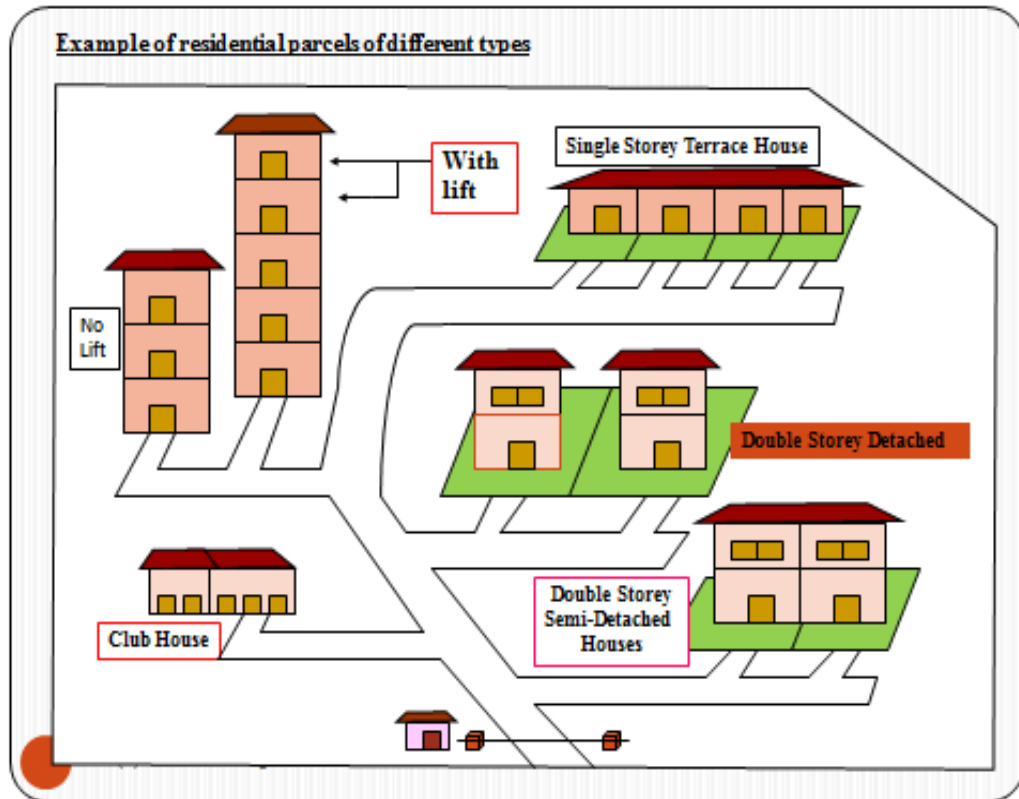 Example of residential parcels of different types
With
lift
Single Storey Terrace House
No
Lift
Double Storey Detached
Double Storey
Semi-Detached
Houses
Club House